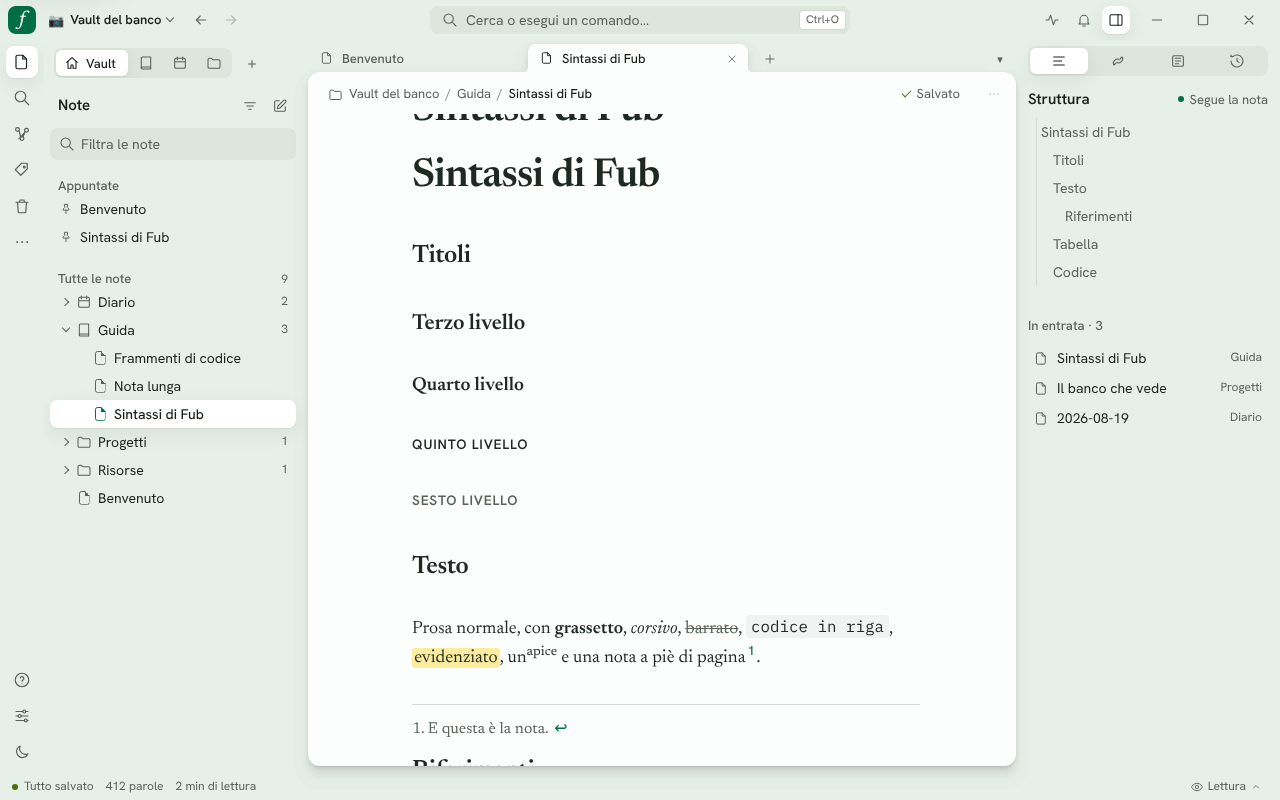 Vault del banco
Cerca o esegui un comando…
Ctrl+O
Vault
Benvenuto
Sintassi di Fub
Note
Filtra le note
Appuntate
Benvenuto
Sintassi di Fub
Tutte le note 9
Diario 2
Guida 3
Frammenti di codice
Nota lunga
Sintassi di Fub
Progetti 1
Risorse 1
Benvenuto
Vault del banco / Guida / Sintassi di Fub
Salvato
Sintassi di Fub
Sintassi di Fub
Titoli
Terzo livello
Quarto livello
QUINTO LIVELLO
SESTO LIVELLO
Testo
Prosa normale, con grassetto, corsivo, barrato, codice in riga,
evidenziato, unapice e una nota a piè di pagina1.
1. E questa è la nota. ↩
Riferimenti
Struttura
Segue la nota
Sintassi di Fub
Titoli
Testo
Riferimenti
Tabella
Codice
In entrata · 3
Sintassi di Fub Guida
Il banco che vede Progetti
2026-08-19 Diario
Tutto salvato 412 parole 2 min di lettura
Lettura